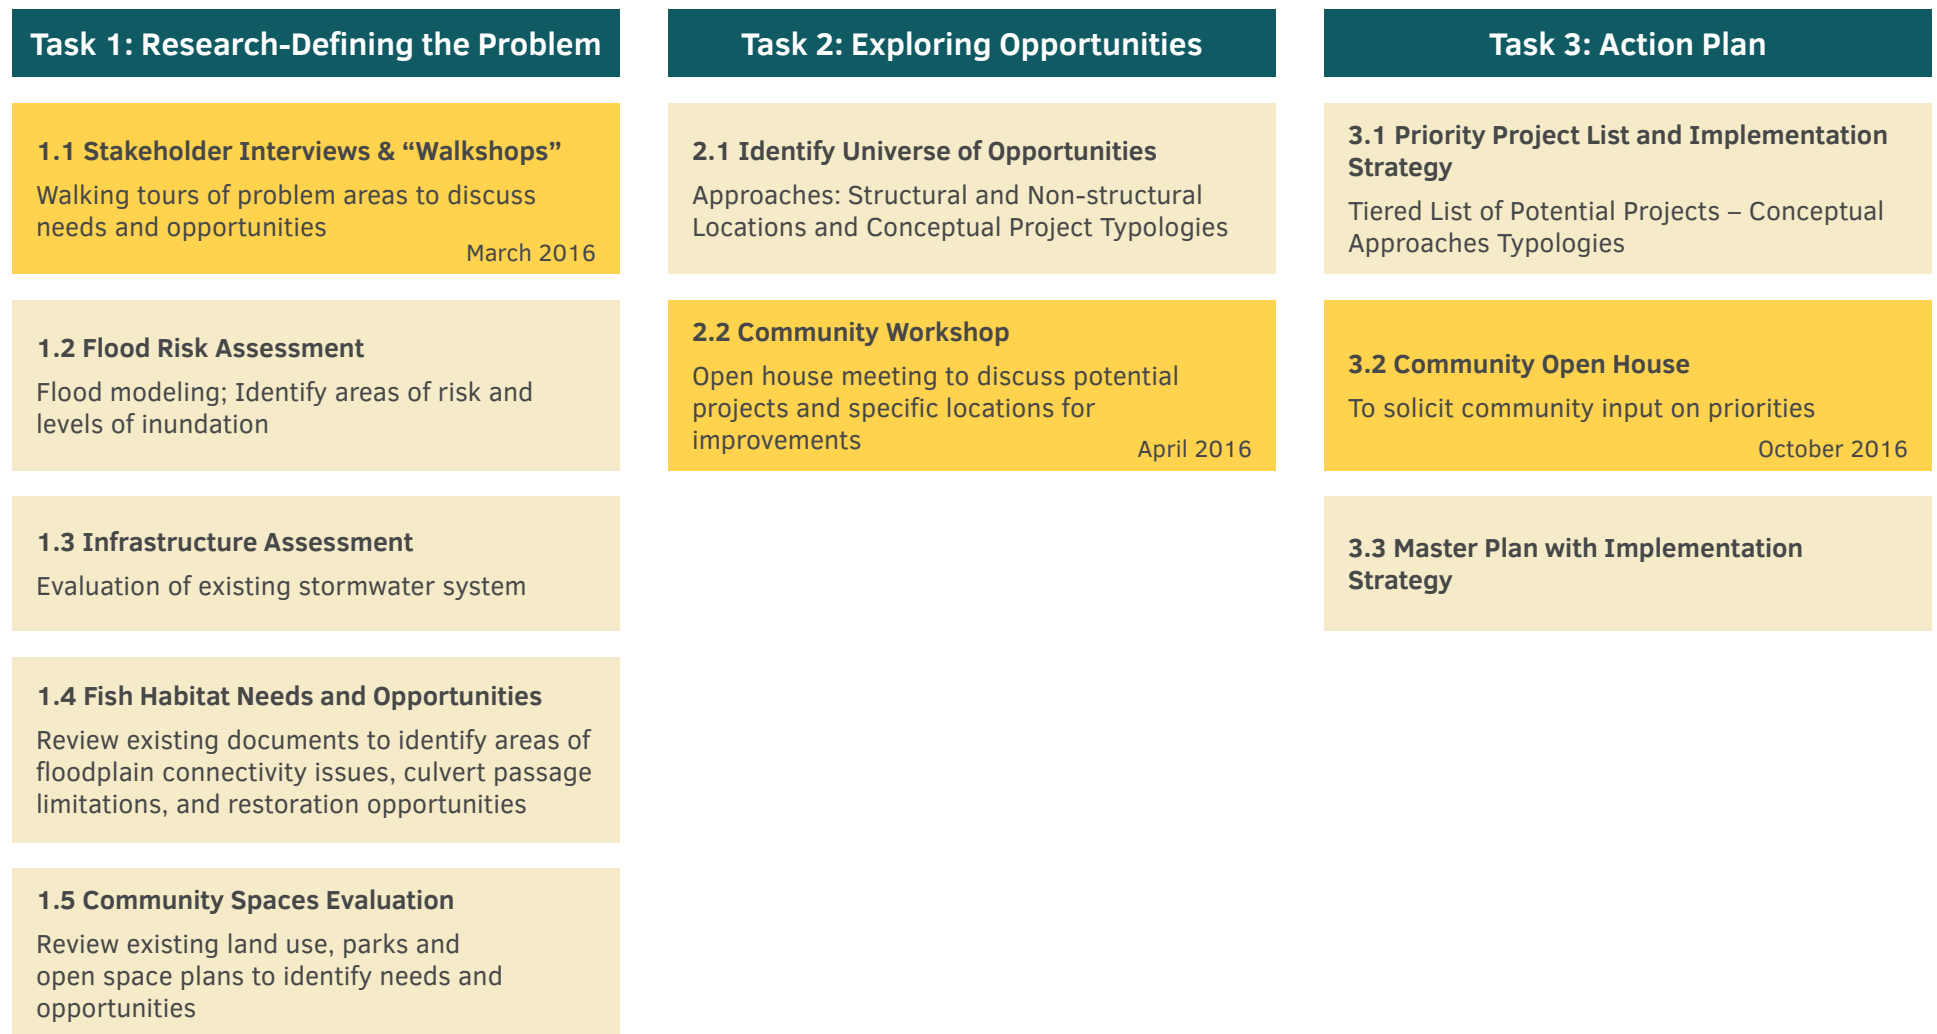 Task 1: Research-Defining the Problem
1.1 Stakeholder Interviews & “Walkshops”
Walking tours of problem areas to discuss
needs and opportunities
March 2016
1.2 Flood Risk Assessment
Flood modeling; Identify areas of risk and
levels of inundation
1.3 Infrastructure Assessment
Evaluation of existing stormwater system
1.4 Fish Habitat Needs and Opportunities
Review existing documents to identify areas of
floodplain connectivity issues, culvert passage
limitations, and restoration opportunities
1.5 Community Spaces Evaluation
Review existing land use, parks and
open space plans to identify needs and
opportunities
Task 2: Exploring Opportunities
2.1 Identify Universe of Opportunities
Approaches: Structural and Non-structural
Locations and Conceptual Project Typologies
2.2 Community Workshop
Open house meeting to discuss potential
projects and specific locations for
improvements
April 2016
Task 3: Action Plan
3.1 Priority Project List and Implementation
Strategy
Tiered List of Potential Projects – Conceptual
Approaches Typologies
3.2 Community Open House
To solicit community input on priorities
October 2016
3.3 Master Plan with Implementation
Strategy